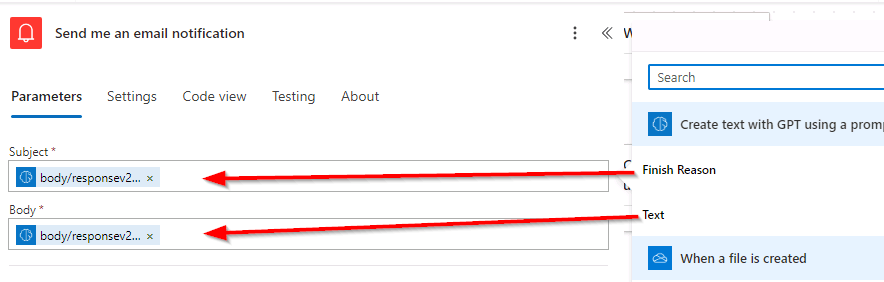 Send me an email notification
Parameters
Settings
Code view
Testing
About
Subject *
body/responsev2... ×
Body *
body/responsev2... ×
Search
Create text with GPT using a promp
Finish Reason
Text
When a file is created